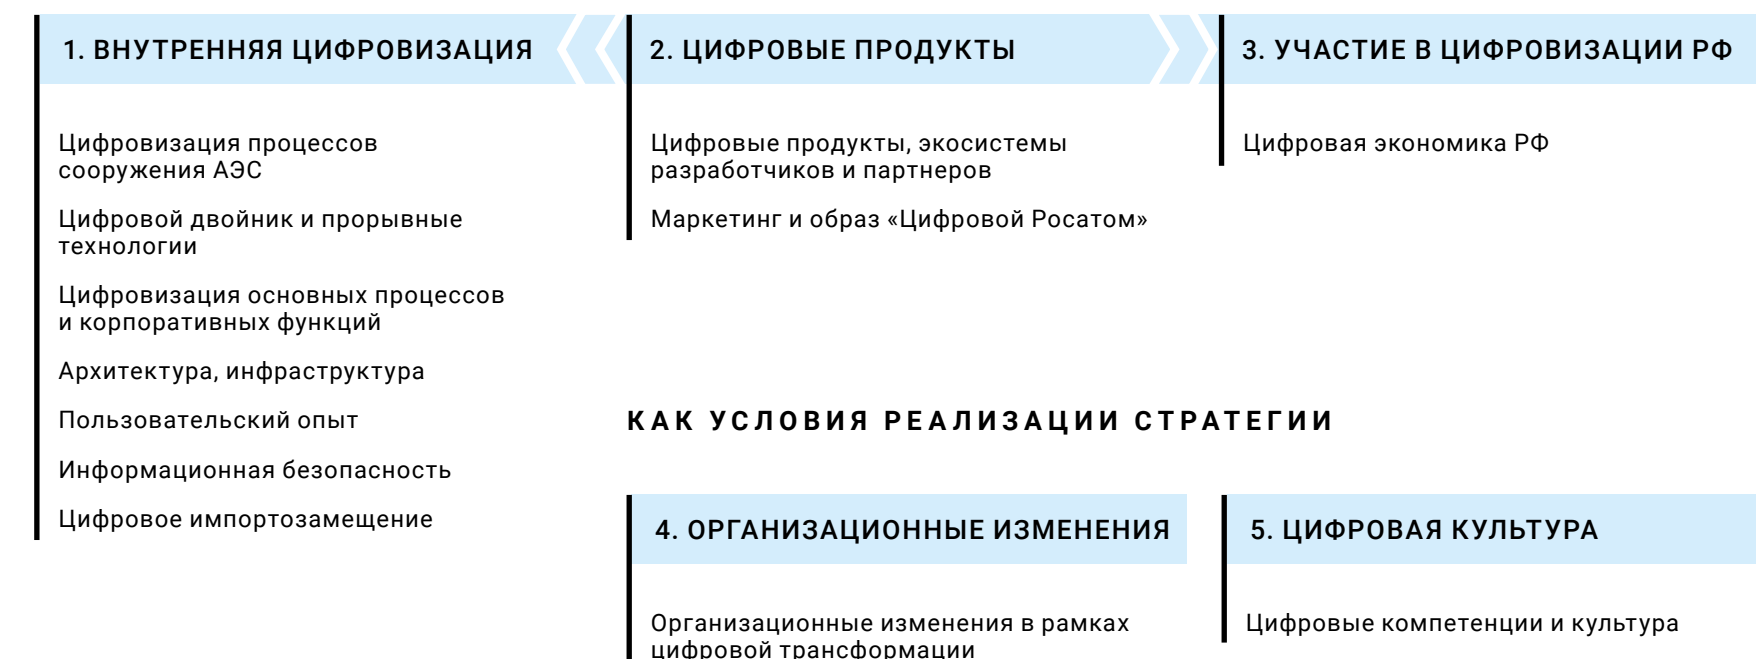 1. ВНУТРЕННЯЯ ЦИФРОВИЗАЦИЯ
Цифровизация процессов
сооружения АЭС
Цифровой двойник и прорывные
технологии
Цифровизация основных процессов
и корпоративных функций
Архитектура, инфраструктура
Пользовательский опыт
Информационная безопасность
Цифровое импортозамещение
2. ЦИФРОВЫЕ ПРОДУКТЫ
Цифровые продукты, экосистемы
разработчиков и партнеров
Маркетинг и образ «Цифровой Росатом»
3. УЧАСТИЕ В ЦИФРОВИЗАЦИИ РФ
Цифровая экономика РФ
КАК УСЛОВИЯ РЕАЛИЗАЦИИ СТРАТЕГИИ
4. ОРГАНИЗАЦИОННЫЕ ИЗМЕНЕНИЯ
Организационные изменения в рамках
цифровой трансформации
5. ЦИФРОВАЯ КУЛЬТУРА
Цифровые компетенции и культура